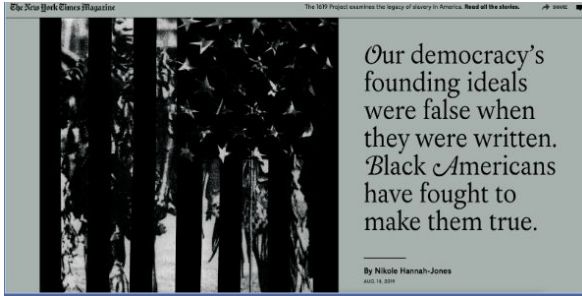 The New York Times Magazine
The 1619 Project examines the legacy of slavery in America. Read all the stories.
SHARE
Our democracy's
founding ideals
were false when
they were written.
Black Americans
have fought to
make them true.
By Nikole Hannah-Jones
AUG. 14, 2019